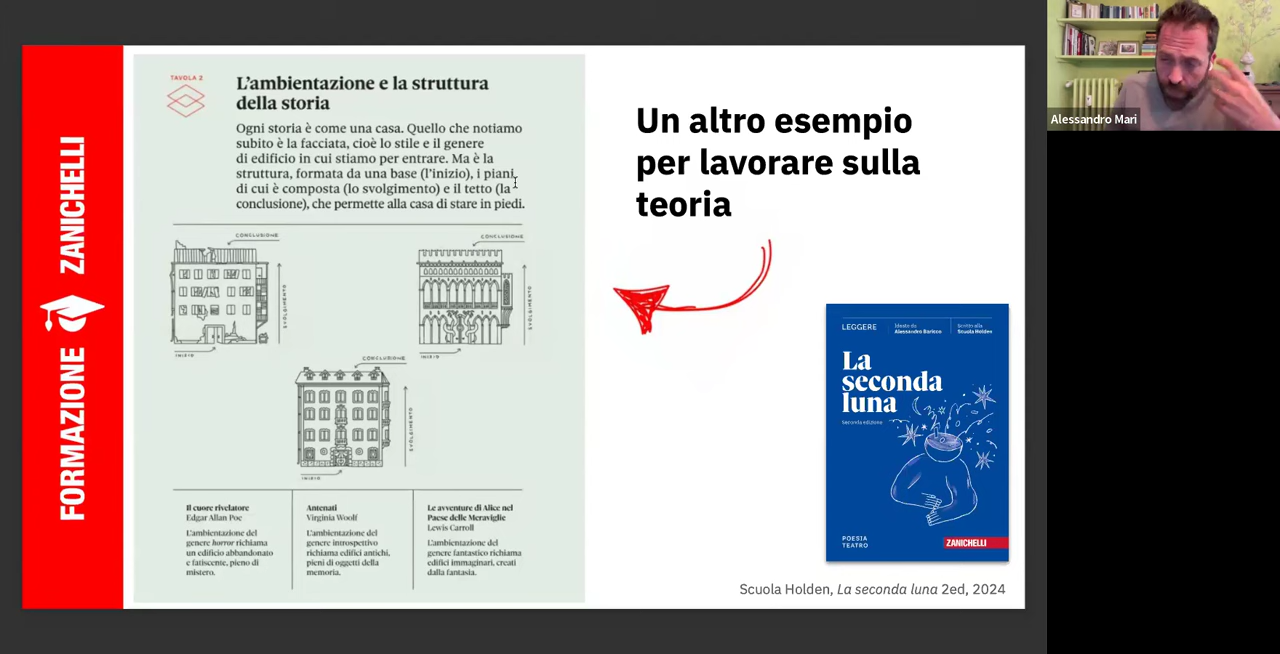 FORMAZIONE ZANICHELLI
TAVOLA 2
L'ambientazione e la struttura
della storia
Ogni storia è come una casa. Quello che notiamo
subito è la facciata, cioè lo stile e il genere
di edificio in cui stiamo per entrare. Ma è la
struttura, formata da una base (l'inizio), i piani
di cui è composta (lo svolgimento) e il tetto (la
conclusione), che permette alla casa di stare in piedi.
CONCLUSIONE
SVOLGIMENTO
INIZIO
CONCLUSIONE
SVOLGIMENTO
INIZIO
CONCLUSIONE
SVOLGIMENTO
INIZIO
Il cuore rivelatore
Edgar Allan Poe
L'ambientazione del
genere horror richiama
un edificio abbandonato
e fatiscente, pieno di
mistero.
Antenati
Virginia Woolf
L'ambientazione del
genere introspettivo
richiama edifici antichi,
pieni di oggetti della
memoria.
Le avventure di Alice nel
Paese delle Meraviglie
Lewis Carroll
L'ambientazione del
genere fantastico richiama
edifici immaginari, creati
dalla fantasia.
Un altro esempio
per lavorare sulla
teoria
LEGGERE
Ideato da
Alessandro Baricco
Scritto alla
Scuola Holden
La
seconda
luna
Seconda edizione
POESIA
TEATRO
ZANICHELLI
Scuola Holden, La seconda luna 2ed, 2024
Alessandro Mari